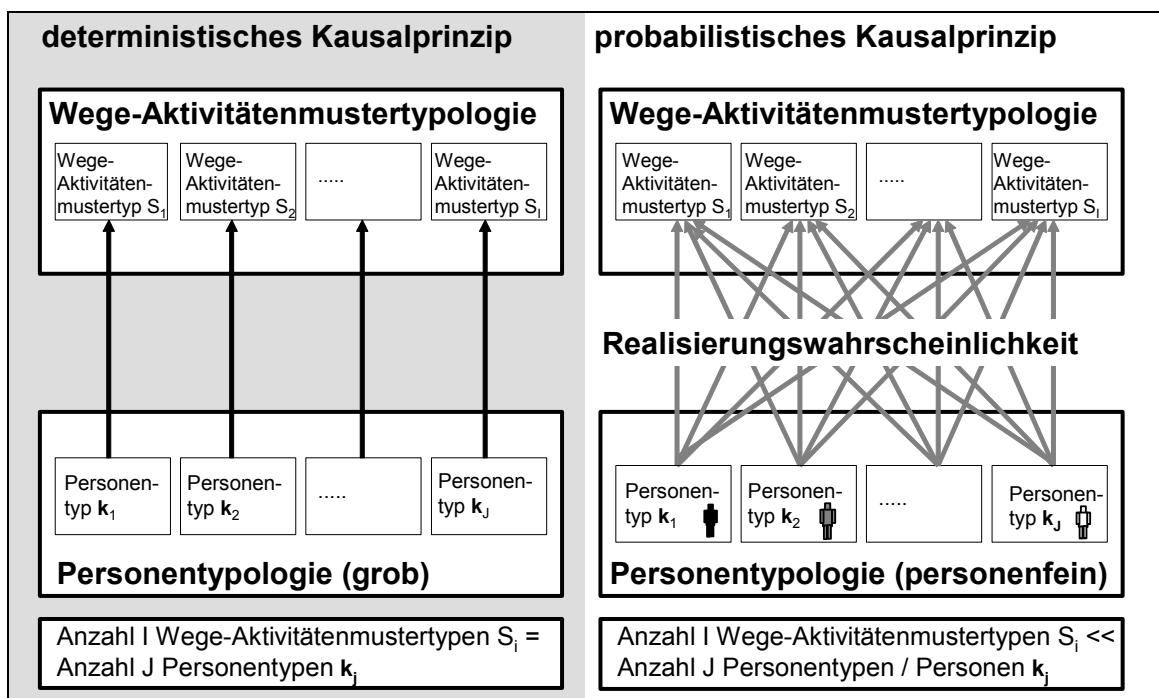 deterministisches Kausalprinzip
Wege-Aktivitätenmustertypologie
Wege-
Aktivitäten-
mustertyp S1
Wege-
Aktivitäten-
mustertyp S2
.....
Wege-
Aktivitäten-
mustertyp SI
Personen-
typ k1
Personen-
typ k2
.....
Personen-
typ kJ
Personentypologie (grob)
Anzahl I Wege-Aktivitätenmustertypen Si =
Anzahl J Personentypen kj
probabilistisches Kausalprinzip
Wege-Aktivitätenmustertypologie
Wege-
Aktivitäten-
mustertyp S1
Wege-
Aktivitäten-
mustertyp S2
.....
Wege-
Aktivitäten-
mustertyp SI
Realisierungswahrscheinlichkeit
Personen-
typ k1
Personen-
typ k2
.....
Personen-
typ kJ
Personentypologie (personenfein)
Anzahl I Wege-Aktivitätenmustertypen Si <<
Anzahl J Personentypen / Personen kj